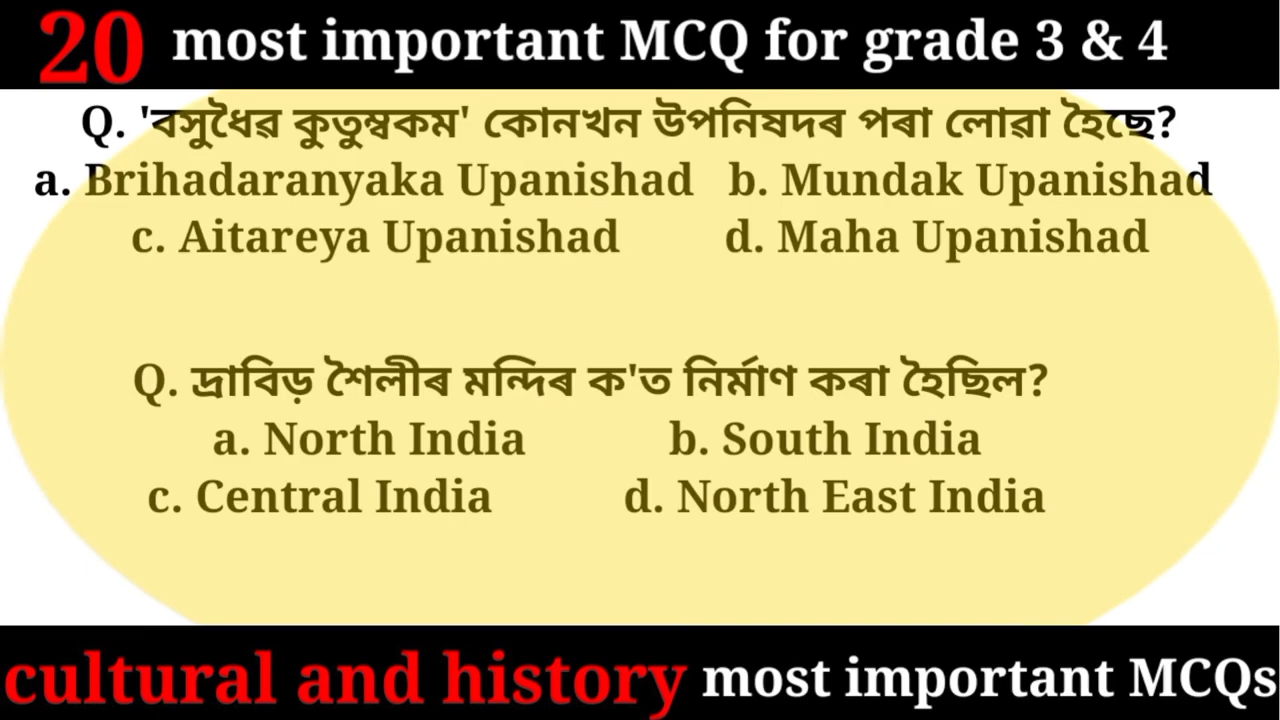 20 most important MCQ for grade 3 & 4
Q. 'বসুধৈৱ কুতুম্বকম' কোনখন উপনিষদৰ পৰা লোৱা হৈছে?
a. Brihadaranyaka Upanishad b. Mundak Upanishad
c. Aitareya Upanishad d. Maha Upanishad
Q. দ্ৰাবিড় শৈলীৰ মন্দিৰ ক'ত নিৰ্মাণ কৰা হৈছিল?
a. North India b. South India
c. Central India d. North East India
cultural and history most important MCQs